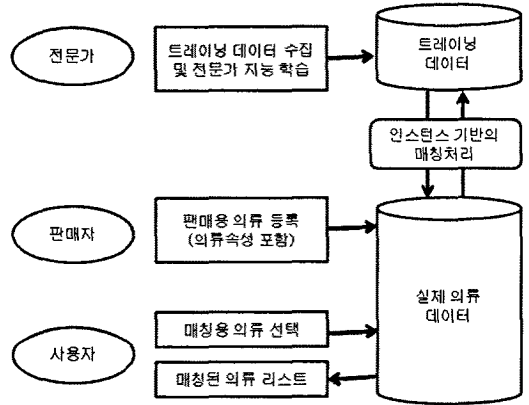 전문가
트레이닝 데이터 수집
및 전문가 지능 학습
트레이닝
데이터
인스턴스 기반의
매칭처리
판매자
팬매용 의류 등록
(의류속성 포함)
실제 의류
데이터
사용자
매칭용 의류 선택
매칭된 의류 리스트